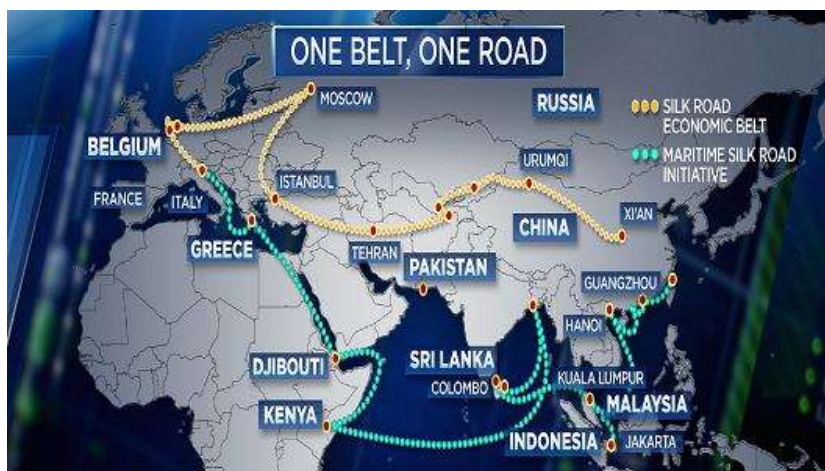 ONE BELT, ONE ROAD
MOSCOW
RUSSIA
SILK ROAD
ECONOMIC BELT
MARITIME SILK ROAD
INITIATIVE
BELGIUM
FRANCE
ITALY
ISTANBUL
URUMQI
XI'AN
CHINA
GREECE
TEHRAN
PAKISTAN
GUANGZHOU
HANOI
DJIBOUTI
SRI LANKA
COLOMBO
KUALA LUMPUR
MALAYSIA
KENYA
INDONESIA
JAKARTA